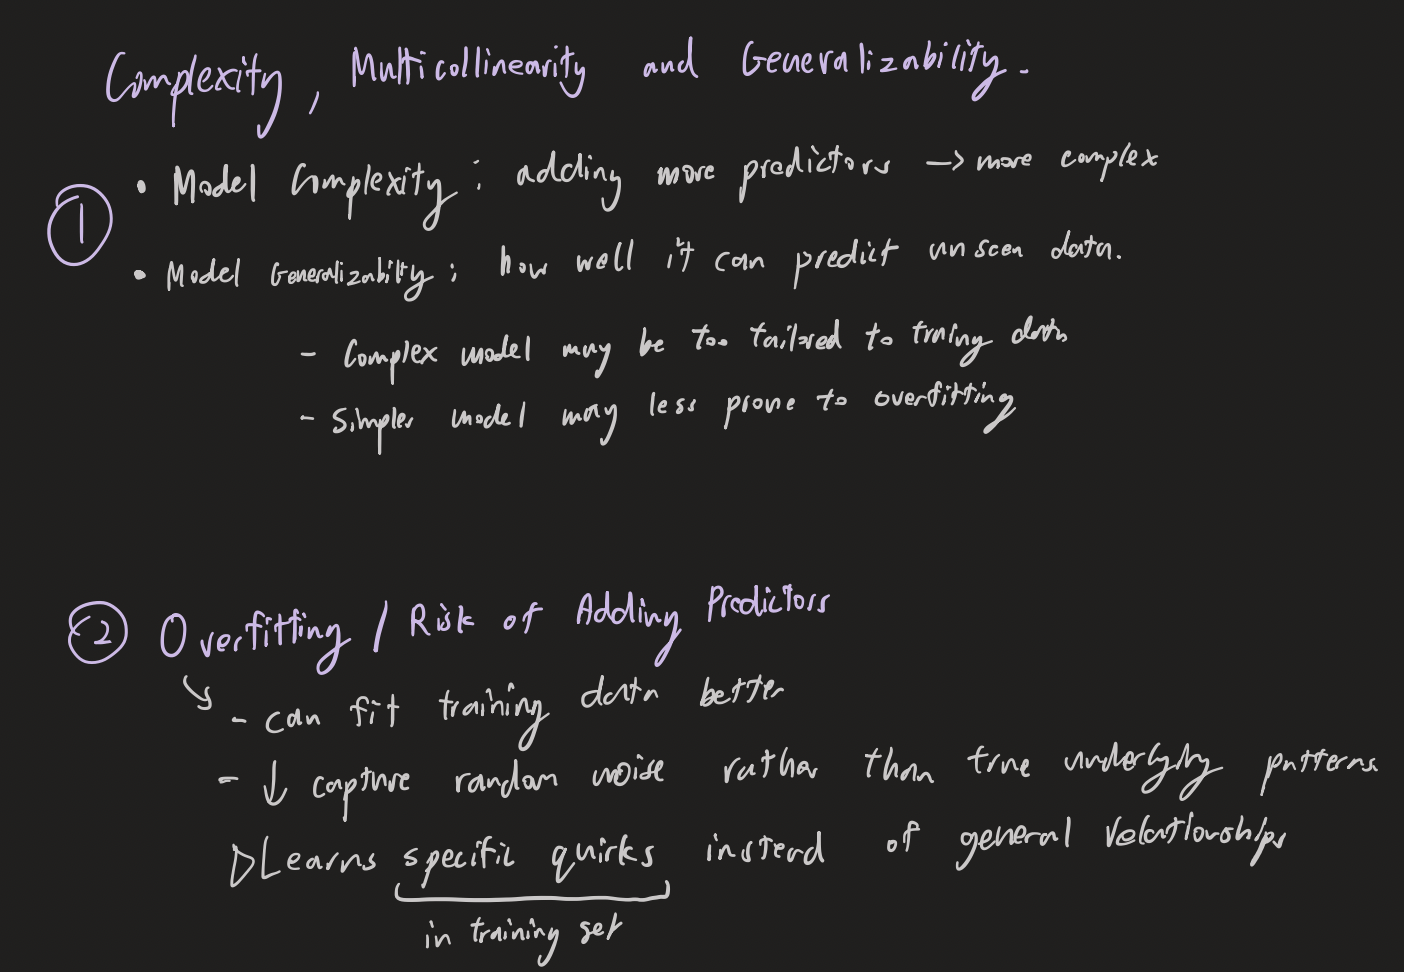 Complexity, Multicollinearity and Generalizability.
① • Model Complexity: adding more predictors → more complex
• Model Generalizability: how well it can predict unseen data.
- Complex model may be too tailored to traing data
- Simpler model may less prone to overfitting
② Overfitting / Risk of Adding Predictors
↘ - can fit training data better
- ↓ capture random noise rather than true underlying patterns
▷ Learns specific quirks instead of general relationships
in training set